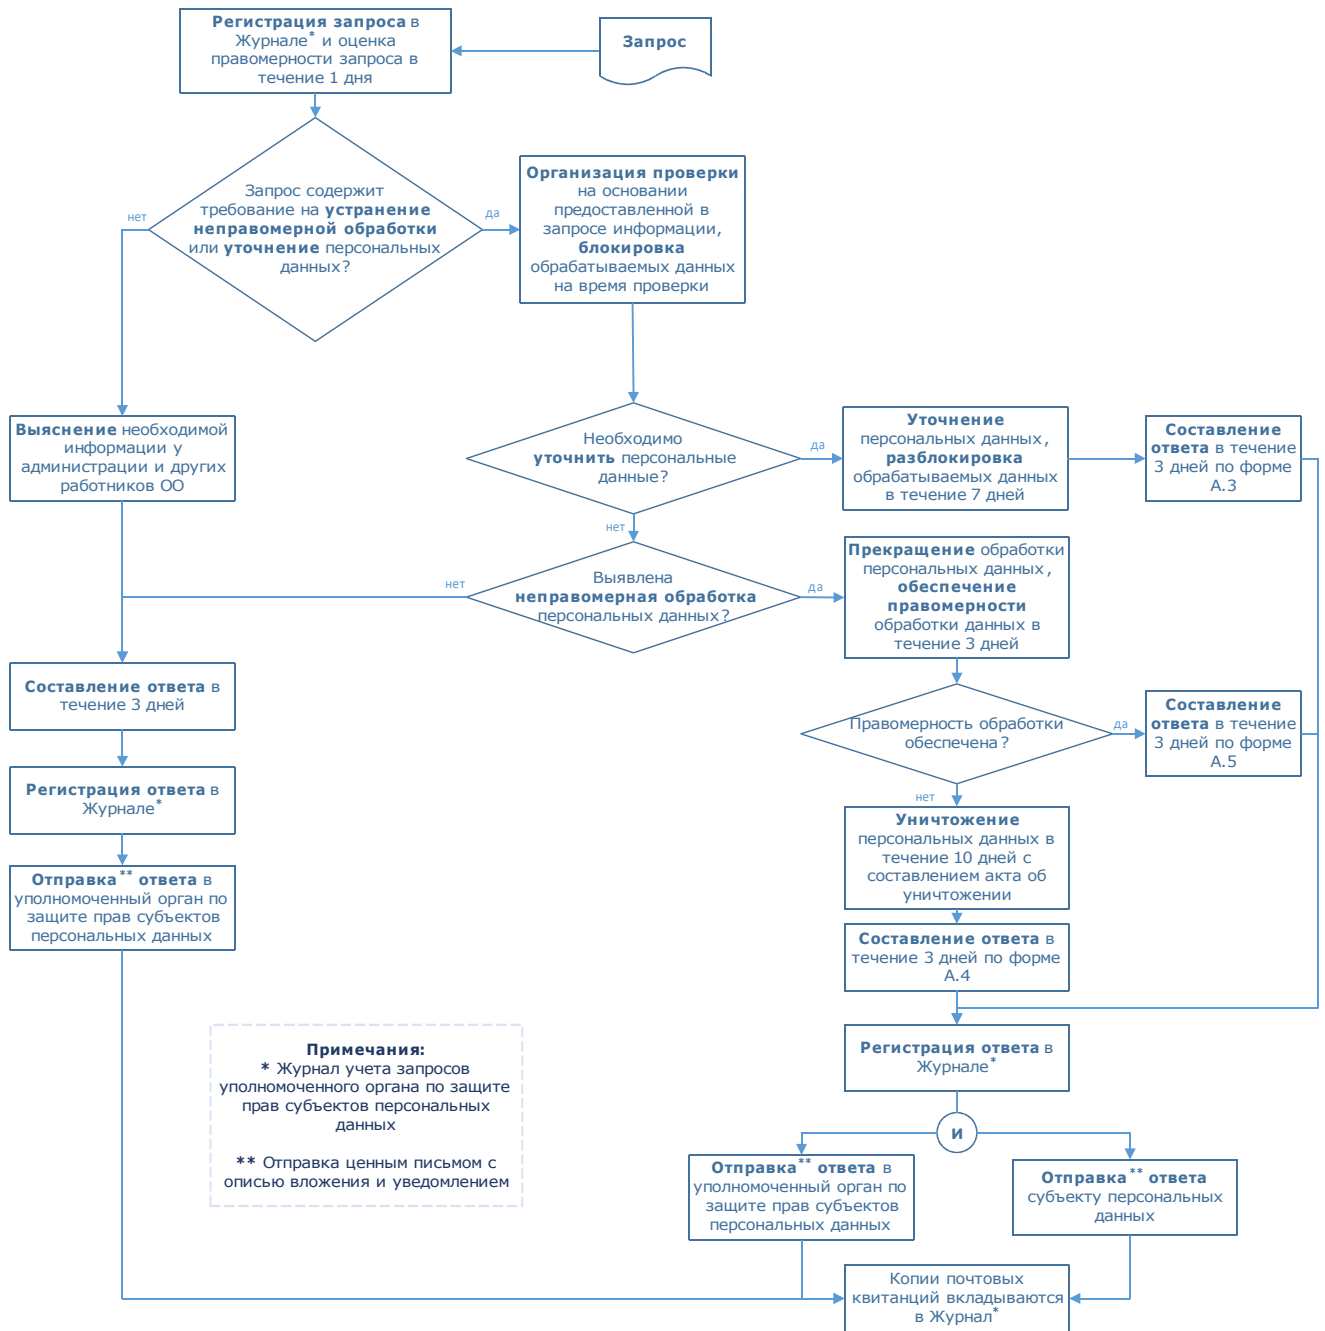 Регистрация запроса в
Журнале* и оценка
правомерности запроса в
течение 1 дня
Запрос
Запрос содержит
требование на устранение
неправомерной обработки
или уточнение персональных
данных?
нет
да
Организация проверки
на основании
предоставленной в
запросе информации,
блокировка
обрабатываемых данных
на время проверки
Выяснение необходимой
информации у
администрации и других
работников ОО
Необходимо
уточнить персональные
данные?
да
нет
Уточнение
персональных данных,
разблокировка
обрабатываемых данных
в течение 7 дней
Составление
ответа в течение
3 дней по форме
А.3
Выявлена
неправомерная обработка
персональных данных?
нет
да
Прекращение обработки
персональных данных,
обеспечение
правомерности
обработки данных в
течение 3 дней
Составление ответа в
течение 3 дней
Правомерность обработки
обеспечена?
да
нет
Составление
ответа в течение
3 дней по форме
А.5
Регистрация ответа в
Журнале*
Уничтожение
персональных данных в
течение 10 дней с
составлением акта об
уничтожении
Отправка** ответа в
уполномоченный орган по
защите прав субъектов
персональных данных
Составление ответа в
течение 3 дней по форме
А.4
Примечания:
* Журнал учета запросов
уполномоченного органа по защите
прав субъектов персональных
данных
** Отправка ценным письмом с
описью вложения и уведомлением
Регистрация ответа в
Журнале*
и
Отправка** ответа в
уполномоченный орган по
защите прав субъектов
персональных данных
Отправка** ответа
субъекту персональных
данных
Копии почтовых
квитанций вкладываются
в Журнал*